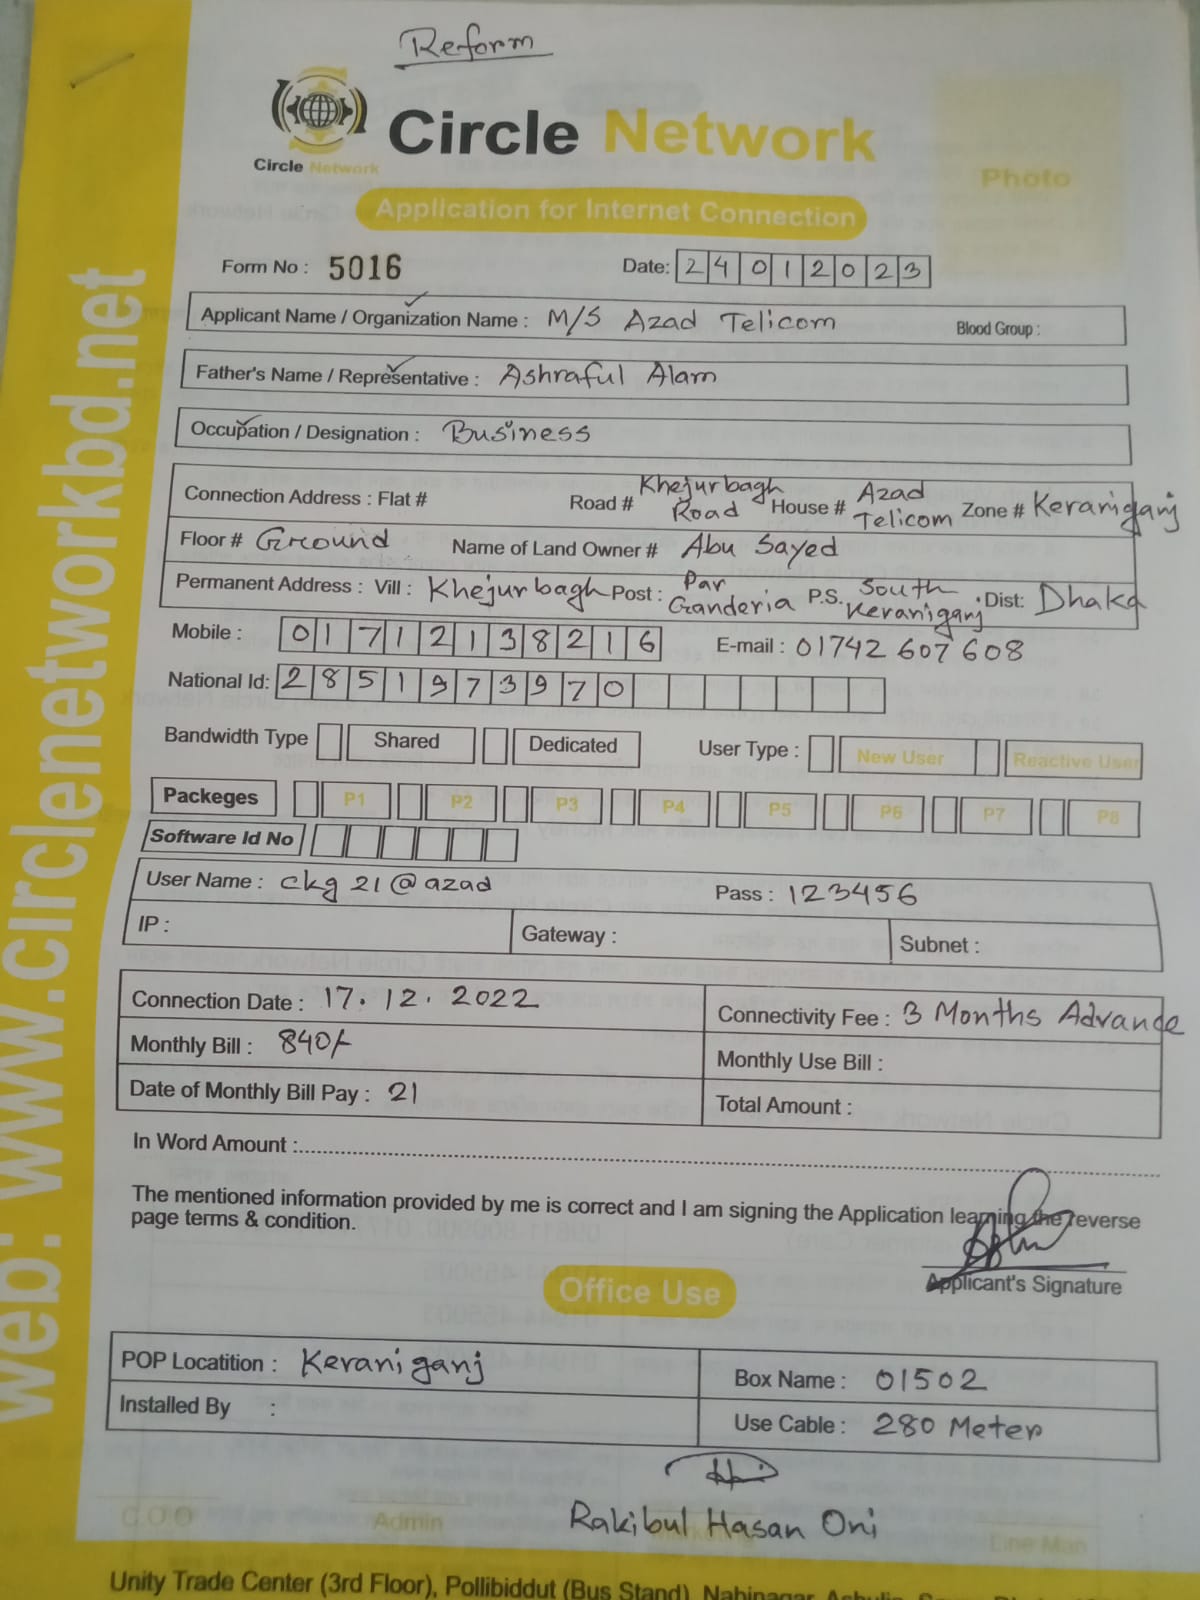 Reform
Circle Network
Circle Network
Photo
Application for Internet Connection
Form No : 5016
Date: 24012023
Applicant Name / Organization Name : M/S Azad Telicom Blood Group :
Father's Name / Representative : Ashraful Alam
Occupation / Designation : Business
Connection Address : Flat # Road # Khejurbagh Road House # Azad Telicom Zone # Keraniganj
Floor # Ground Name of Land Owner # Abu Sayed
Permanent Address : Vill : Khejurbagh Post : Par Ganderia P.S. South Keraniganj Dist: Dhaka
Mobile : 01712138216 E-mail : 01742 607 608
National Id: 2851973970
Bandwidth Type Shared Dedicated User Type : New User Reactive User
Packeges P1 P2 P3 P4 P5 P6 P7 P8
Software Id No
User Name : ckg 21@azad Pass : 123456
IP : Gateway : Subnet :
Connection Date : 17.12.2022 Connectivity Fee : 3 Months Advance
Monthly Bill : 840/- Monthly Use Bill :
Date of Monthly Bill Pay : 21 Total Amount :
In Word Amount :
The mentioned information provided by me is correct and I am signing the Application learning the reverse
page terms & condition.
Applicant's Signature
Office Use
POP Locatition : Keraniganj Box Name : 01502
Installed By : Use Cable : 280 Meter
Rakibul Hasan Oni
C.O.O Admin Marketing Line Man
Unity Trade Center (3rd Floor), Pollibiddut (Bus Stand), Nabinagar, Ashulia,
web: www.circlenetworkbd.net